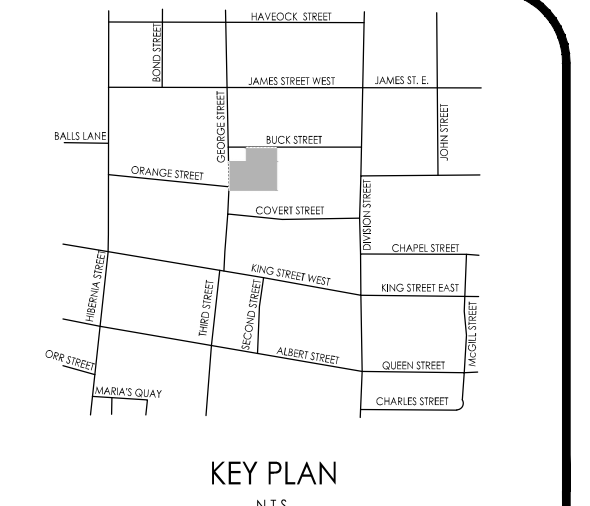 HAVEOCK STREET
BOND STREET
JAMES STREET WEST
JAMES ST. E.
GEORGE STREET
JOHN STREET
BALLS LANE
BUCK STREET
ORANGE STREET
DIVISION STREET
COVERT STREET
CHAPEL STREET
HIBERNIA STREET
KING STREET WEST
KING STREET EAST
THIRD STREET
SECOND STREET
McGILL STREET
ORR STREET
ALBERT STREET
QUEEN STREET
MARIA'S QUAY
CHARLES STREET
KEY PLAN
N.T.S.